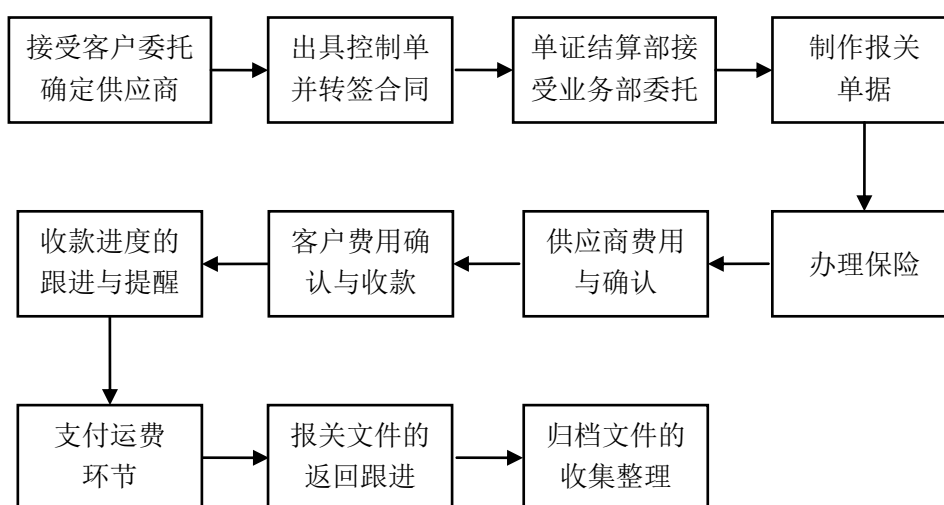 接受客户委托
确定供应商
出具控制单
并转签合同
单证结算部接
受业务部委托
制作报关
单据
办理保险
供应商费用
与确认
客户费用确
认与收款
收款进度的
跟进与提醒
支付运费
环节
报关文件的
返回跟进
归档文件的
收集整理